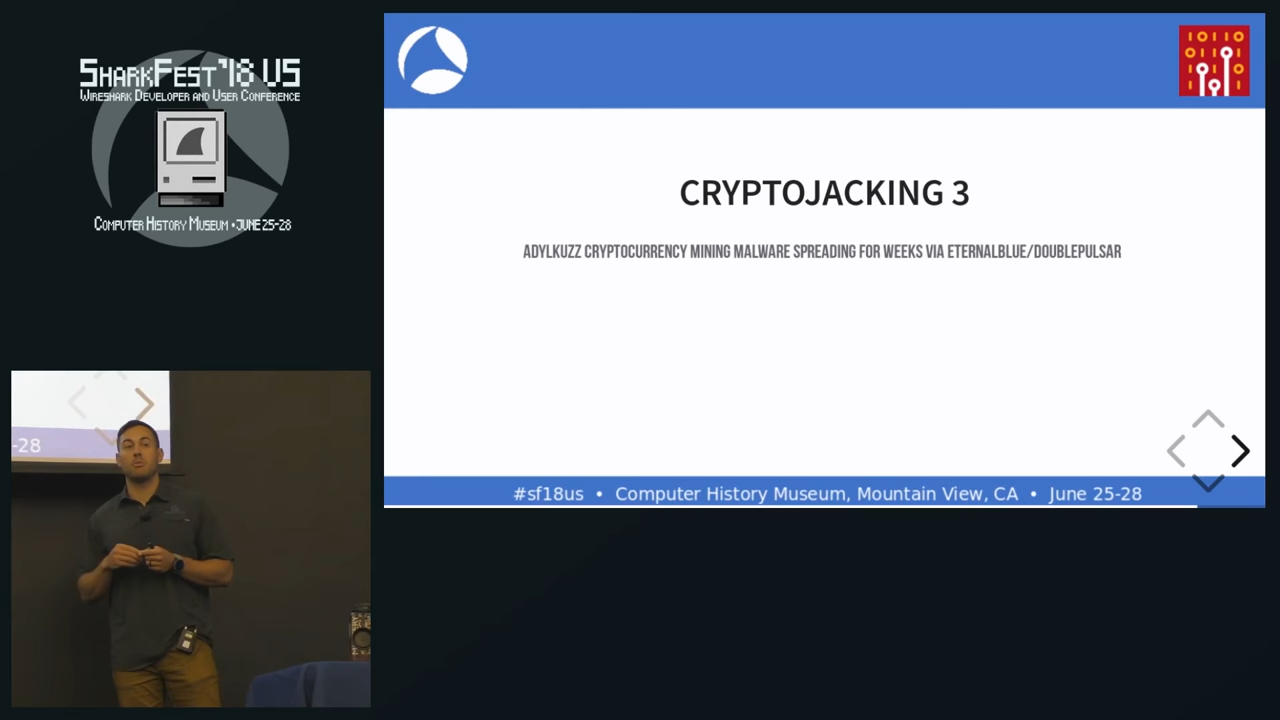 SHARKFEST'18 US
WIRESHARK DEVELOPER AND USER CONFERENCE
COMPUTER HISTORY MUSEUM • JUNE 25-28
CRYPTOJACKING 3
ADYLKUZZ CRYPTOCURRENCY MINING MALWARE SPREADING FOR WEEKS VIA ETERNALBLUE/DOUBLEPULSAR
#sf18us • Computer History Museum, Mountain View, CA • June 25-28
-28